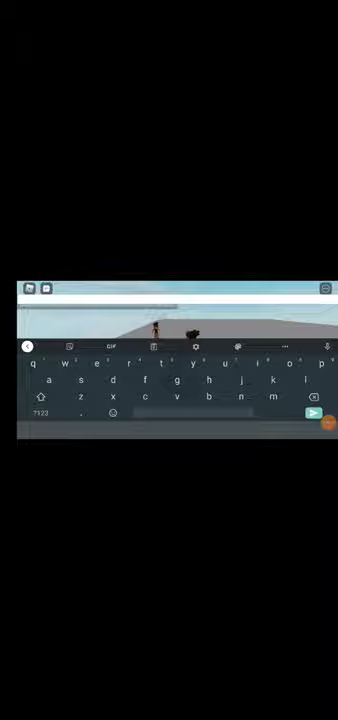 GIF
q w e r t y u i o p
a s d f g h j k l
z x c v b n m
?123 .